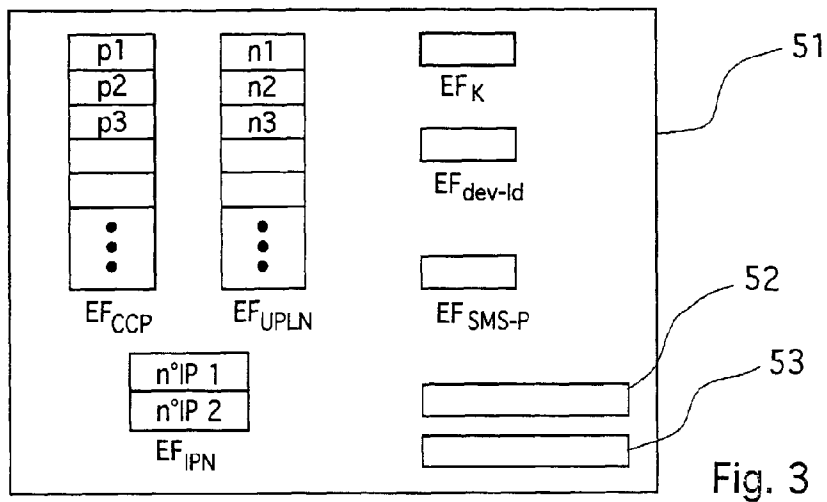 p1
p2
p3
EF_CCP
n1
n2
n3
EF_UPLN
EF_K
EF_dev-Id
EF_SMS-P
n°IP 1
n°IP 2
EF_IPN
51
52
53
Fig. 3